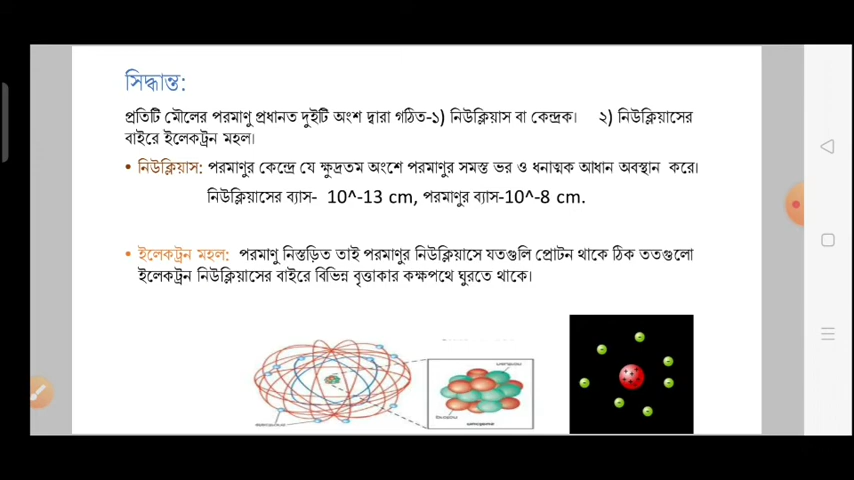 সিদ্ধান্ত:
প্রতিটি মৌলের পরমাণু প্রধানত দুইটি অংশ দ্বারা গঠিত-১) নিউক্লিয়াস বা কেন্দ্রক। ২) নিউক্লিয়াসের
বাইরে ইলেকট্রন মহল।
• নিউক্লিয়াস: পরমাণুর কেন্দ্রে যে ক্ষুদ্রতম অংশে পরমাণুর সমস্ত ভর ও ধনাত্মক আধান অবস্থান করে।
নিউক্লিয়াসের ব্যাস- 10^-13 cm, পরমাণুর ব্যাস-10^-8 cm.
• ইলেকট্রন মহল: পরমাণু নিস্তড়িত তাই পরমাণুর নিউক্লিয়াসে যতগুলি প্রোটন থাকে ঠিক ততগুলো
ইলেকট্রন নিউক্লিয়াসের বাইরে বিভিন্ন বৃত্তাকার কক্ষপথে ঘুরতে থাকে।